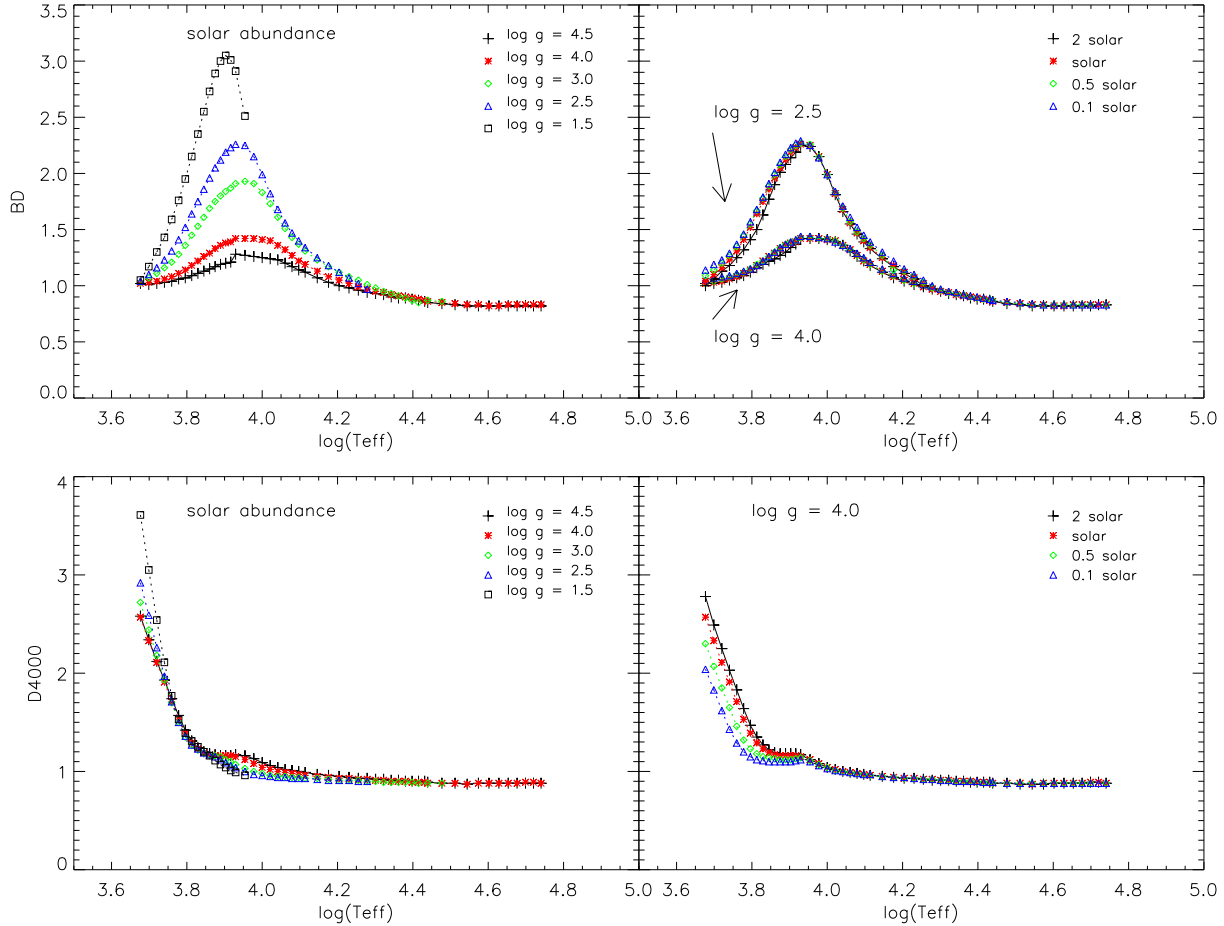 3.5
3.0
2.5
2.0
1.5
1.0
0.5
0.0
BD
solar abundance
log g = 4.5
log g = 4.0
log g = 3.0
log g = 2.5
log g = 1.5
3.6 3.8 4.0 4.2 4.4 4.6 4.8 5.0
log(Teff)
2 solar
solar
0.5 solar
0.1 solar
log g = 2.5
log g = 4.0
3.6 3.8 4.0 4.2 4.4 4.6 4.8 5.0
log(Teff)
4
3
2
1
0
D4000
solar abundance
log g = 4.5
log g = 4.0
log g = 3.0
log g = 2.5
log g = 1.5
3.6 3.8 4.0 4.2 4.4 4.6 4.8 5.0
log(Teff)
log g = 4.0
2 solar
solar
0.5 solar
0.1 solar
3.6 3.8 4.0 4.2 4.4 4.6 4.8 5.0
log(Teff)